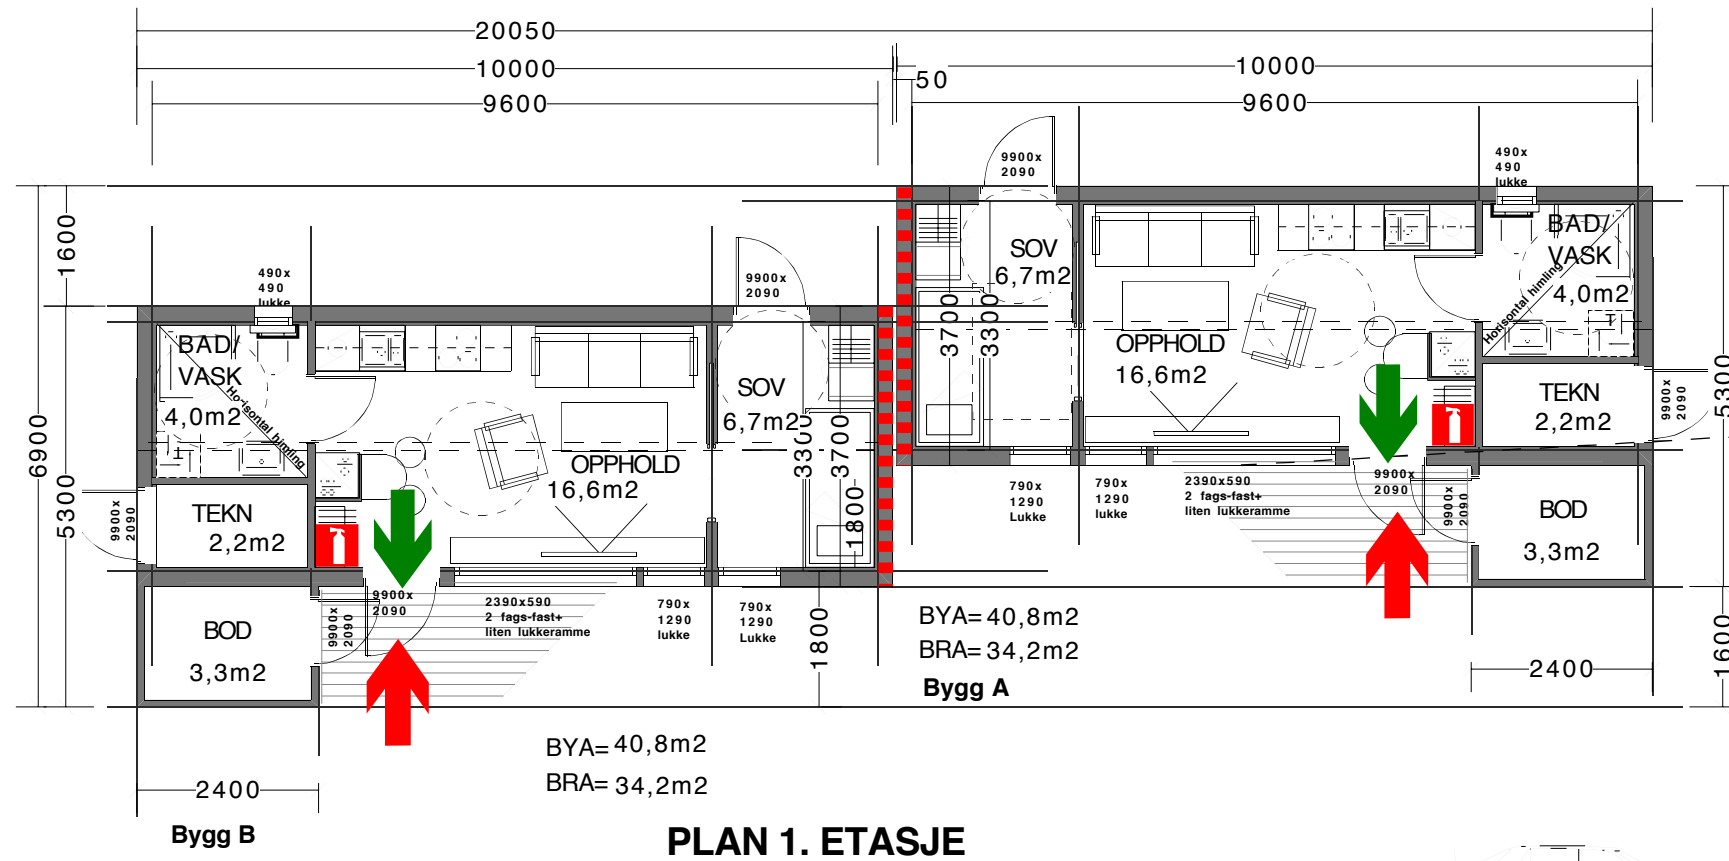 20050
10000
10000
50
9600
9600
9900x
2090
490x
490
lukke
1600
SOV
6,7m2
BAD/
VASK
4,0m2
Horisontal himling
T
3700
3300
OPPHOLD
16,6m2
TEKN
2,2m2
9900x
2090
5300
490x
490
lukke
9900x
2090
BAD/
VASK
4,0m2
Ho-isontal himling
T
SOV
6,7m2
3300
3700
1800
OPPHOLD
16,6m2
TEKN
2,2m2
9900x
2090
6900
5300
790x
1290
Lukke
790x
1290
lukke
2390x590
2 fags-fast+
liten lukkeramme
9900x
2090
9900x
2090
BOD
3,3m2
9900x
2090
9900x
2090
BOD
3,3m2
2390x590
2 fags-fast+
liten lukkeramme
790x
1290
lukke
790x
1290
Lukke
1800
BYA= 40,8m2
BRA= 34,2m2
Bygg A
2400
1600
BYA= 40,8m2
BRA= 34,2m2
2400
Bygg B
PLAN 1. ETASJE